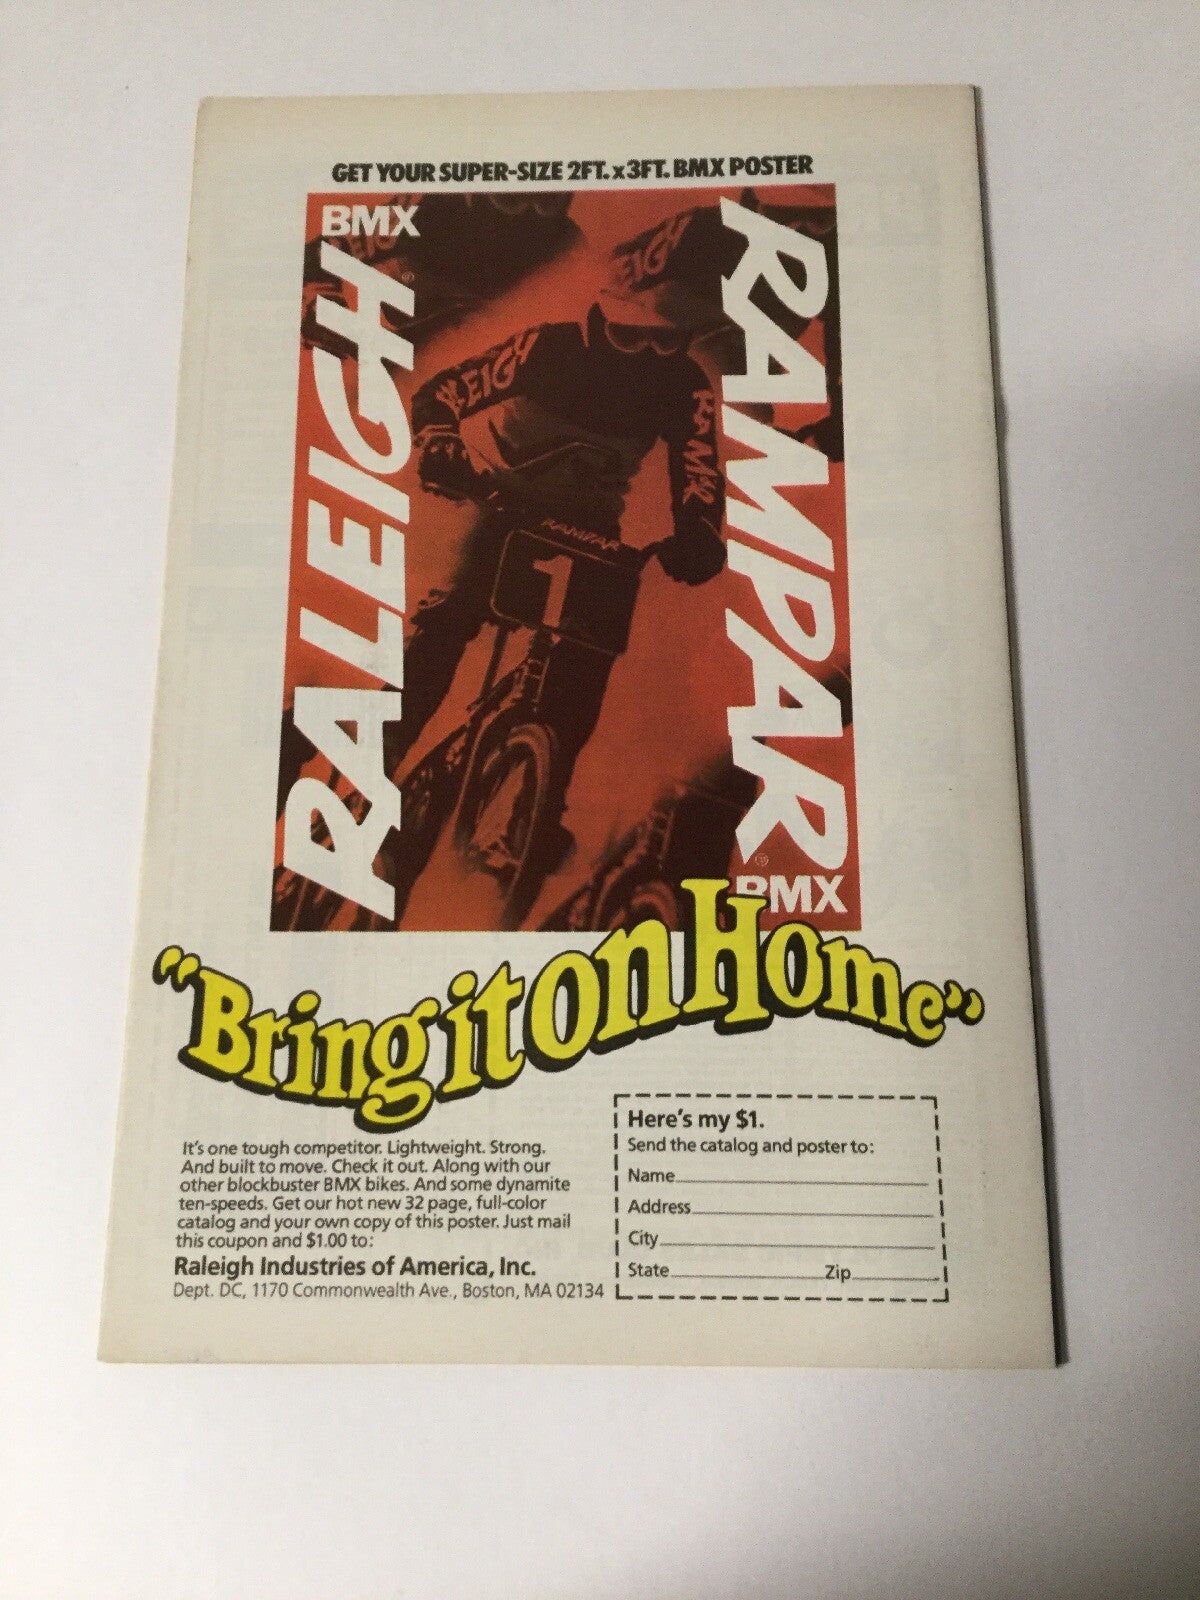 GET YOUR SUPER-SIZE 2FT. x 3FT. BMX POSTER
BMX
RALEIGH®
RAMPAR®
BMX
EIG
EIGH
RAMPAR
1
"Bring it on Home"
It's one tough competitor. Lightweight. Strong.
And built to move. Check it out. Along with our
other blockbuster BMX bikes. And some dynamite
ten-speeds. Get our hot new 32 page, full-color
catalog and your own copy of this poster. Just mail
this coupon and $1.00 to:
Raleigh Industries of America, Inc.
Dept. DC, 1170 Commonwealth Ave., Boston, MA 02134
Here's my $1.
Send the catalog and poster to:
Name
Address
City
State Zip